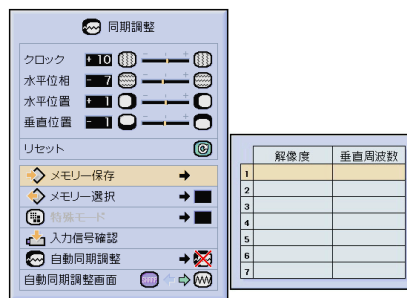 同期調整
クロック +10
水平位相 -7
水平位置 +1
垂直位置 -1
リセット
メモリー保存
メモリー選択
特殊モード
入力信号確認
自動同期調整
自動同期調整画面
解像度 垂直周波数
1
2
3
4
5
6
7